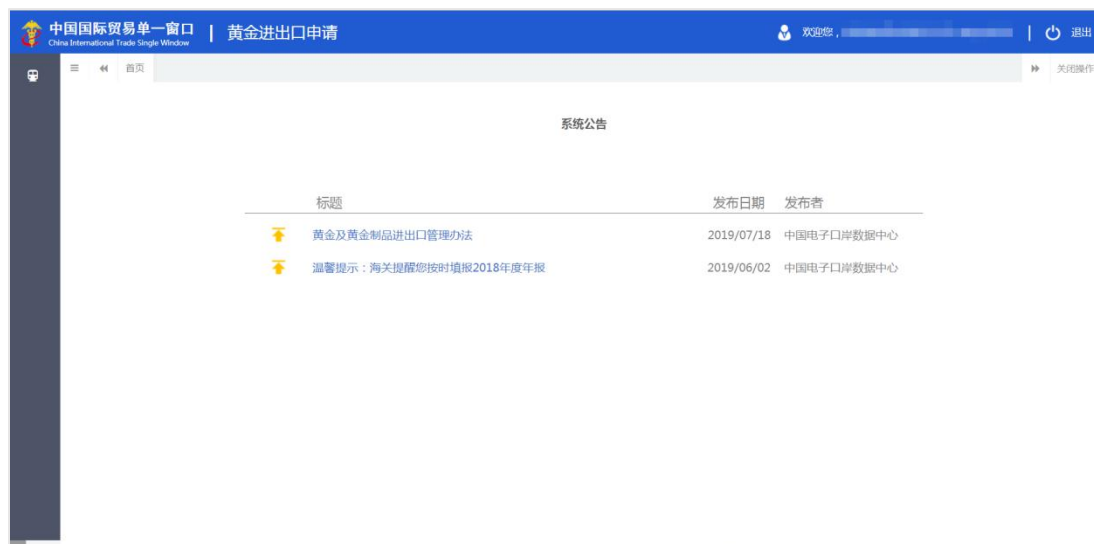 中国国际贸易单一窗口 | 黄金进出口申请 欢迎您， | 退出
China International Trade Single Window
首页 关闭操作
系统公告
标题 发布日期 发布者
黄金及黄金制品进出口管理办法 2019/07/18 中国电子口岸数据中心
温馨提示：海关提醒您按时填报2018年度年报 2019/06/02 中国电子口岸数据中心